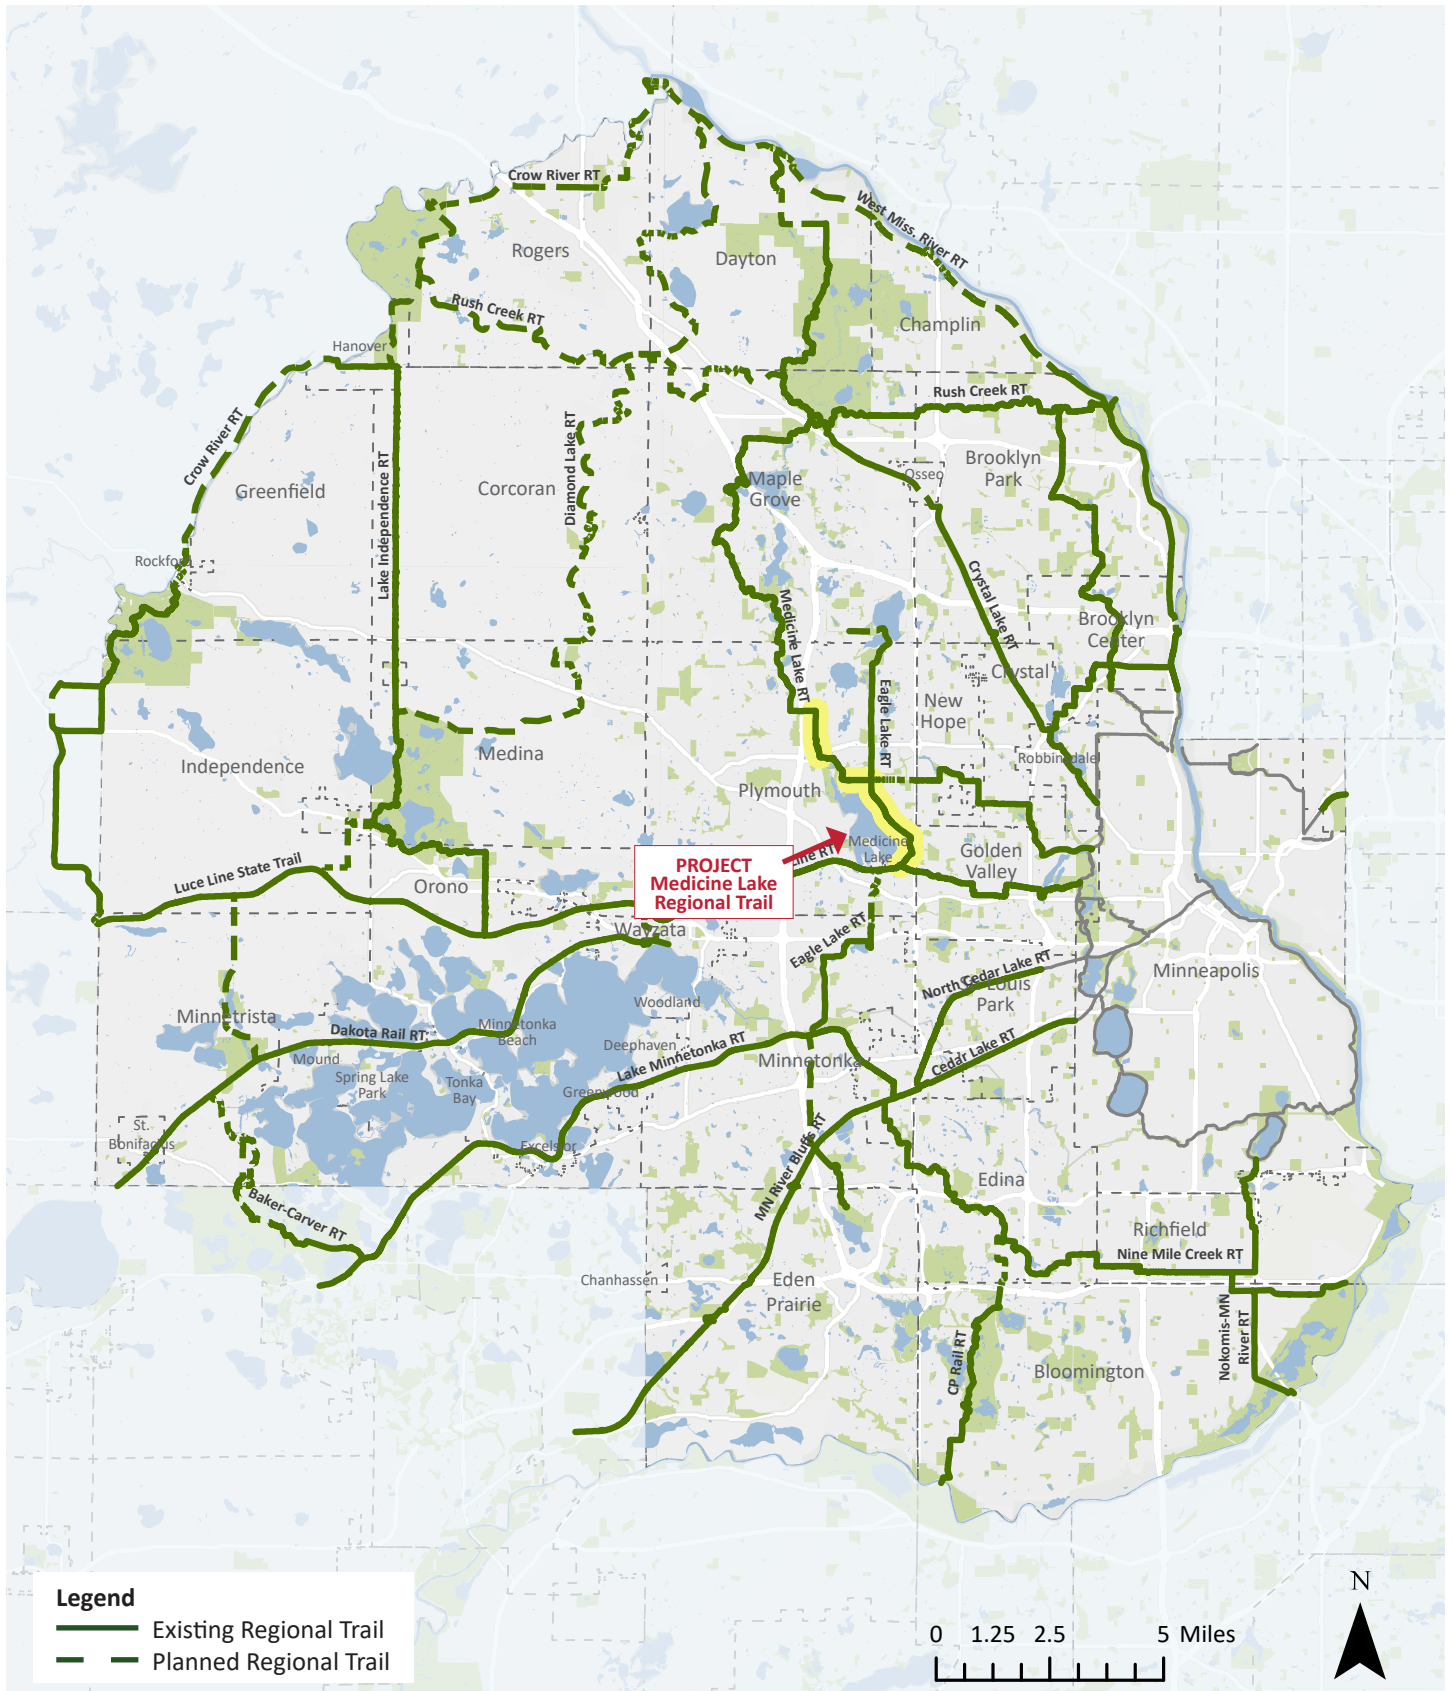 Crow River RT
West Miss. River RT
Rogers
Dayton
Rush Creek RT
Champlin
Hanover
Rush Creek RT
Crow River RT
Diamond Lake RT
Lake Independence RT
Brooklyn
Park
Osseo
Maple
Grove
Greenfield
Corcoran
Rockford
Crystal Lake RT
Medicine Lake RT
Brooklyn
Center
Crystal
Eagle Lake RT
New
Hope
Medina
Independence
Robbinsdale
Plymouth
Medicine
Lake
Golden
Valley
Line RT
PROJECT
Medicine Lake
Regional Trail
Luce Line State Trail
Orono
Wayzata
Eagle Lake RT
North Cedar Lake RT
Louis
Park
Minneapolis
Woodland
Minnetrista
Dakota Rail RT
Minnetonka
Beach
Deephaven
Lake Minnetonka RT
Minnetonka
Cedar Lake RT
Mound
Spring Lake
Park
Tonka
Bay
Greenwood
St.
Bonifacius
Excelsior
MN River Bluffs RT
Edina
Baker-Carver RT
Richfield
Nine Mile Creek RT
Chanhassen
Eden
Prairie
Nokomis-MN
River RT
CP Rail RT
Bloomington
Legend
Existing Regional Trail
Planned Regional Trail
N
0 1.25 2.5 5 Miles